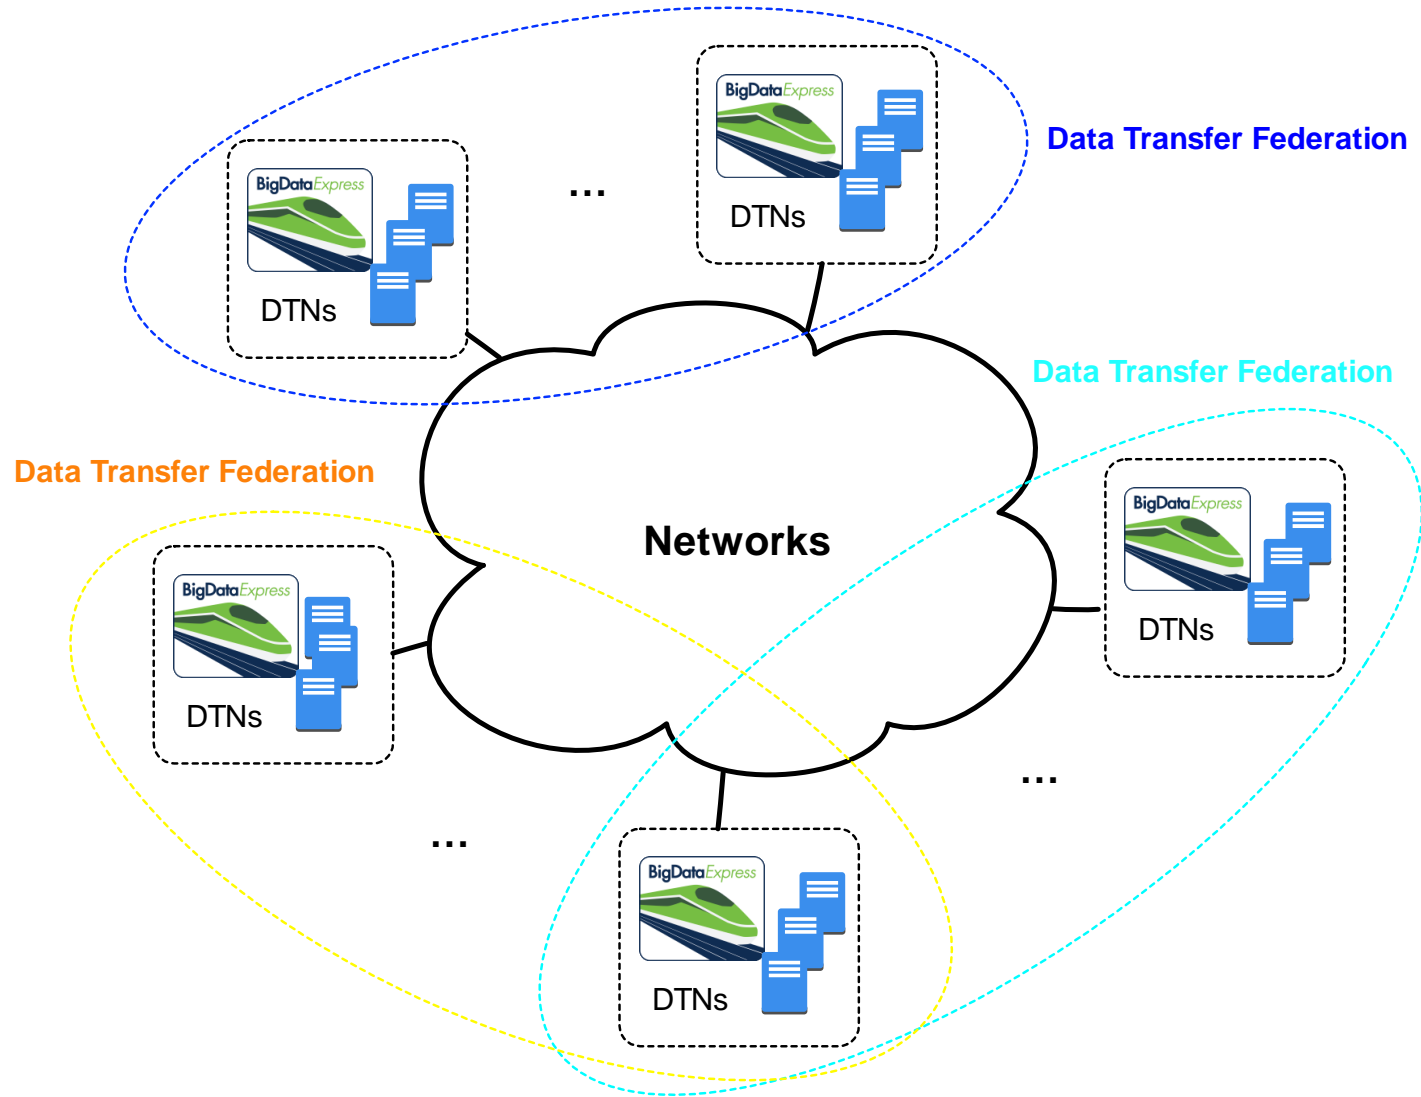 BigDataExpress
DTNs
...
Data Transfer Federation
BigDataExpress
DTNs
Data Transfer Federation
Data Transfer Federation
BigDataExpress
DTNs
Networks
BigDataExpress
DTNs
...
...
BigDataExpress
DTNs